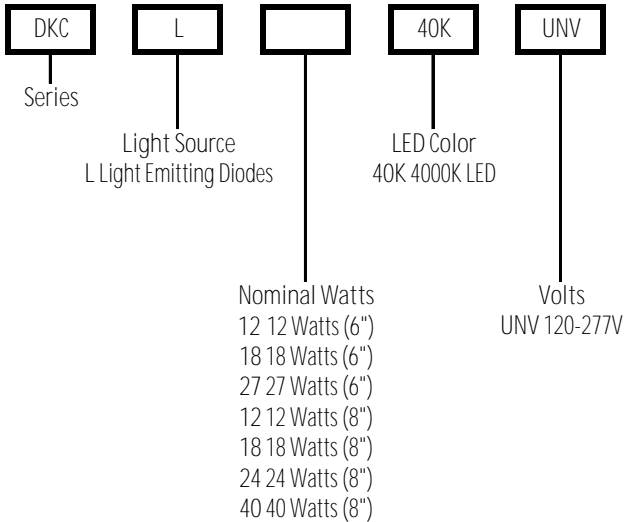 DKC L 40K UNV
Series
Light Source
L Light Emitting Diodes
LED Color
40K 4000K LED
Nominal Watts
12 12 Watts (6")
18 18 Watts (6")
27 27 Watts (6")
12 12 Watts (8")
18 18 Watts (8")
24 24 Watts (8")
40 40 Watts (8")
Volts
UNV 120-277V